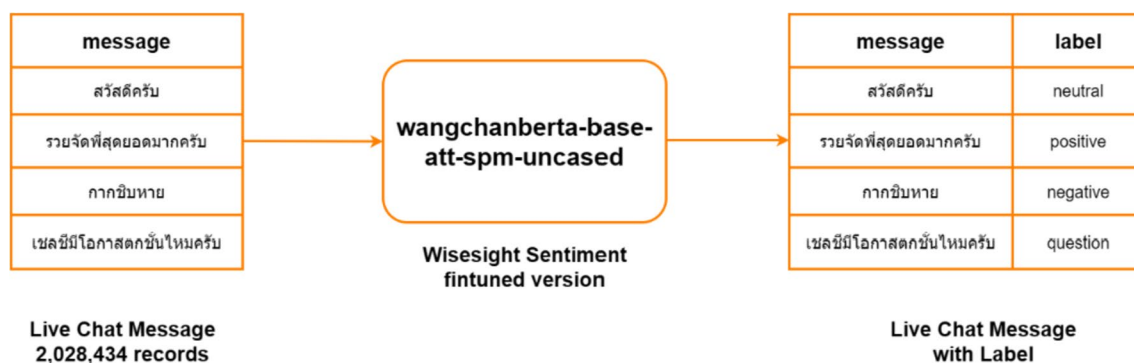 message
สวัสดีครับ
รวยจัดพี่สุดยอดมากครับ
กากชิบหาย
เชลซีมีโอกาสตกชั้นไหมครับ
Live Chat Message
2,028,434 records
wangchanberta-base-
att-spm-uncased
Wisesight Sentiment
fintuned version
message label
สวัสดีครับ neutral
รวยจัดพี่สุดยอดมากครับ positive
กากชิบหาย negative
เชลซีมีโอกาสตกชั้นไหมครับ question
Live Chat Message
with Label